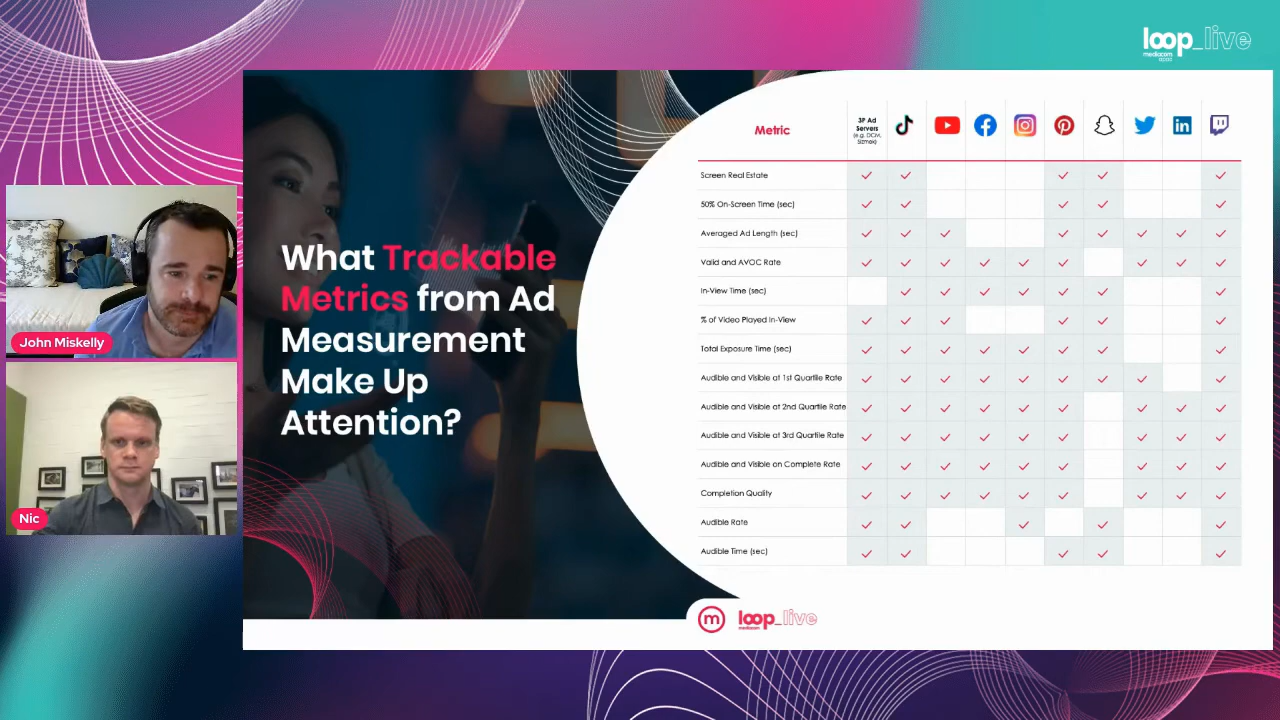 loop_live
mediacom
apac
John Miskelly
Nic
What Trackable
Metrics from Ad
Measurement
Make Up
Attention?
Metric
3P Ad
Servers
(e.g. DCM,
Sizmek)
Screen Real Estate
50% On-Screen Time (sec)
Averaged Ad Length (sec)
Valid and AVOC Rate
In-View Time (sec)
% of Video Played In-View
Total Exposure Time (sec)
Audible and Visible at 1st Quartile Rate
Audible and Visible at 2nd Quartile Rate
Audible and Visible at 3rd Quartile Rate
Audible and Visible on Complete Rate
Completion Quality
Audible Rate
Audible Time (sec)
m
loop_live
mediacom